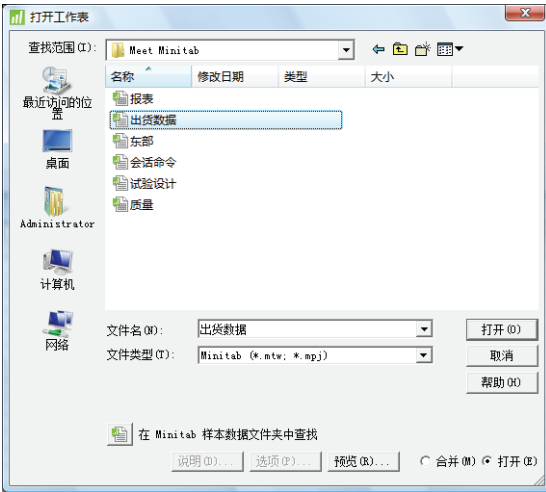 打开工作表
查找范围(I):
Meet Minitab
名称 修改日期 类型 大小
报表
出货数据
东部
会话命令
试验设计
质量
最近访问的位
置
桌面
Administrator
计算机
网络
文件名(N): 出货数据 打开(O)
文件类型(T): Minitab (*.mtw; *.mpj) 取消
帮助(H)
在 Minitab 样本数据文件夹中查找
说明(D)... 选项(P)... 预览(R)... 合并(M) 打开(E)